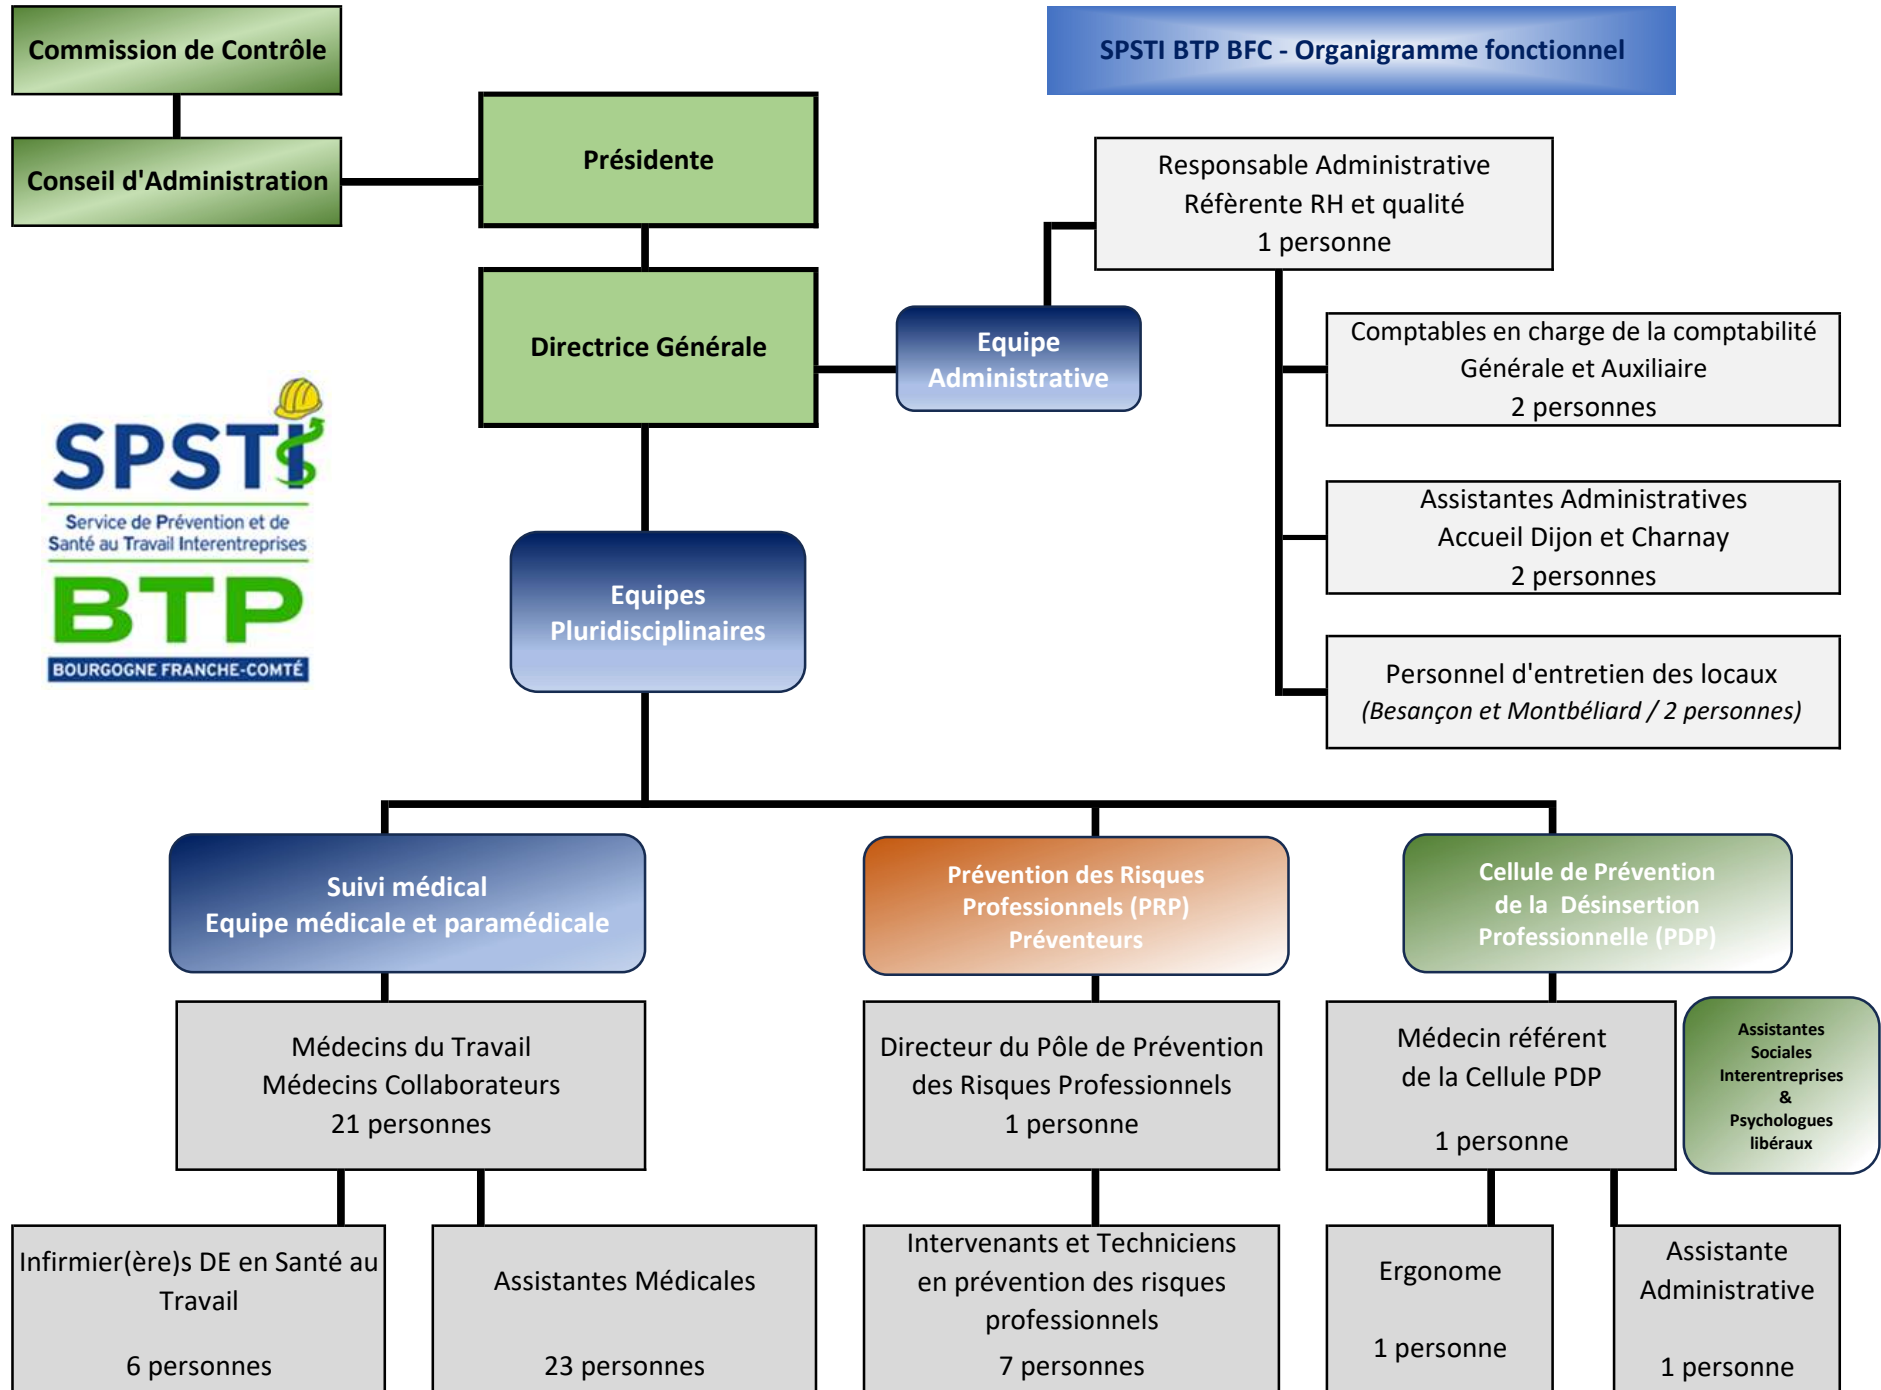 Commission de Contrôle
SPSTI BTP BFC - Organigramme fonctionnel
Conseil d'Administration
Présidente
Responsable Administrative
Réfèrente RH et qualité
1 personne
Directrice Générale
Equipe
Administrative
Comptables en charge de la comptabilité
Générale et Auxiliaire
2 personnes
Assistantes Administratives
Accueil Dijon et Charnay
2 personnes
Personnel d'entretien des locaux
(Besançon et Montbéliard / 2 personnes)
SPSTI
Service de Prévention et de
Santé au Travail Interentreprises
BTP
BOURGOGNE FRANCHE-COMTÉ
Equipes
Pluridisciplinaires
Suivi médical
Equipe médicale et paramédicale
Médecins du Travail
Médecins Collaborateurs
21 personnes
Infirmier(ère)s DE en Santé au
Travail
6 personnes
Assistantes Médicales
23 personnes
Prévention des Risques
Professionnels (PRP)
Préventeurs
Directeur du Pôle de Prévention
des Risques Professionnels
1 personne
Intervenants et Techniciens
en prévention des risques
professionnels
7 personnes
Cellule de Prévention
de la Désinsertion
Professionnelle (PDP)
Médecin référent
de la Cellule PDP
1 personne
Assistantes
Sociales
Interentreprises
&
Psychologues
libéraux
Ergonome
1 personne
Assistante
Administrative
1 personne